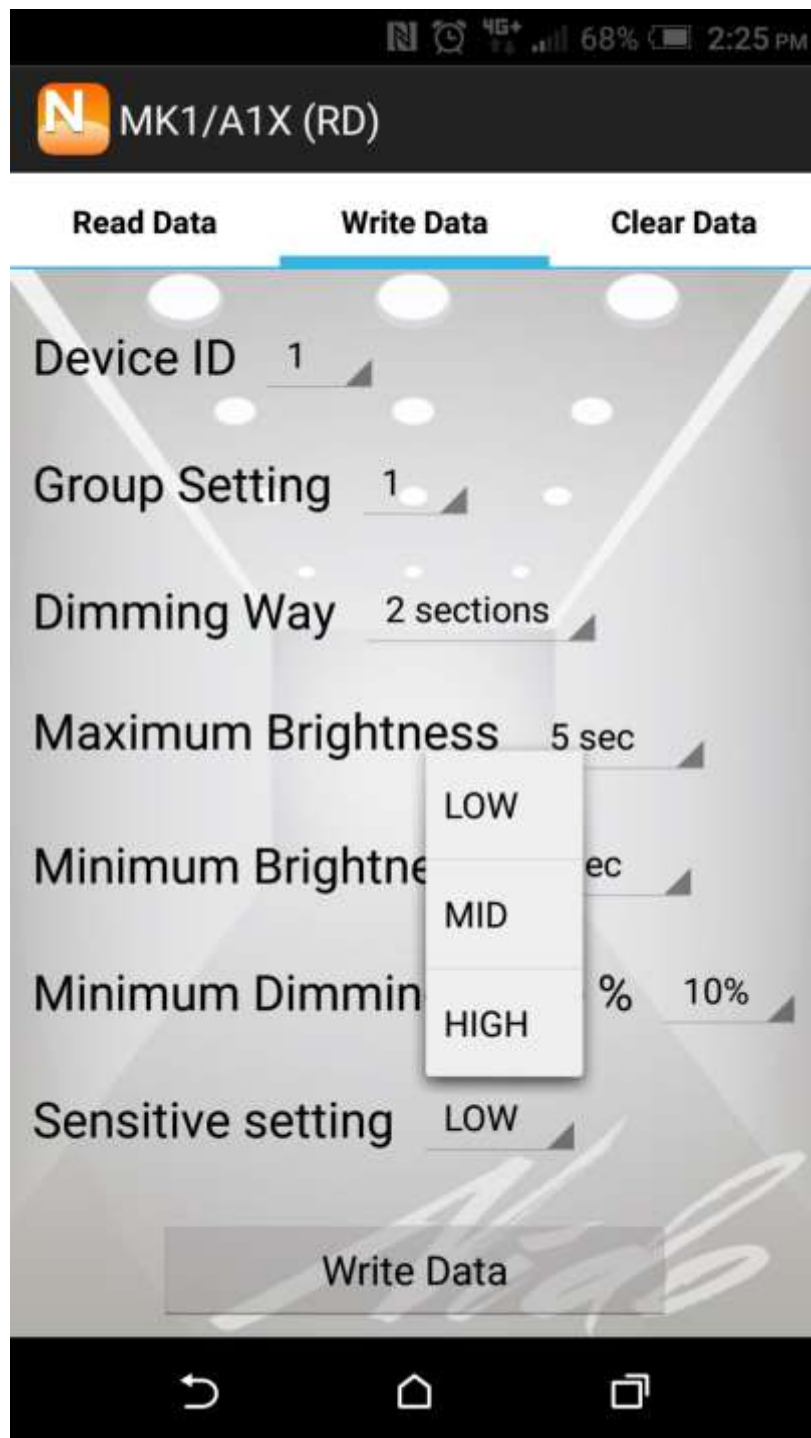 4G+ 68% 2:25 PM
N MK1/A1X (RD)
Read Data Write Data Clear Data
Device ID 1
Group Setting 1
Dimming Way 2 sections
Maximum Brightness 5 sec
LOW
Minimum Brightne ec
MID
Minimum Dimmin % 10%
HIGH
Sensitive setting LOW
Write Data